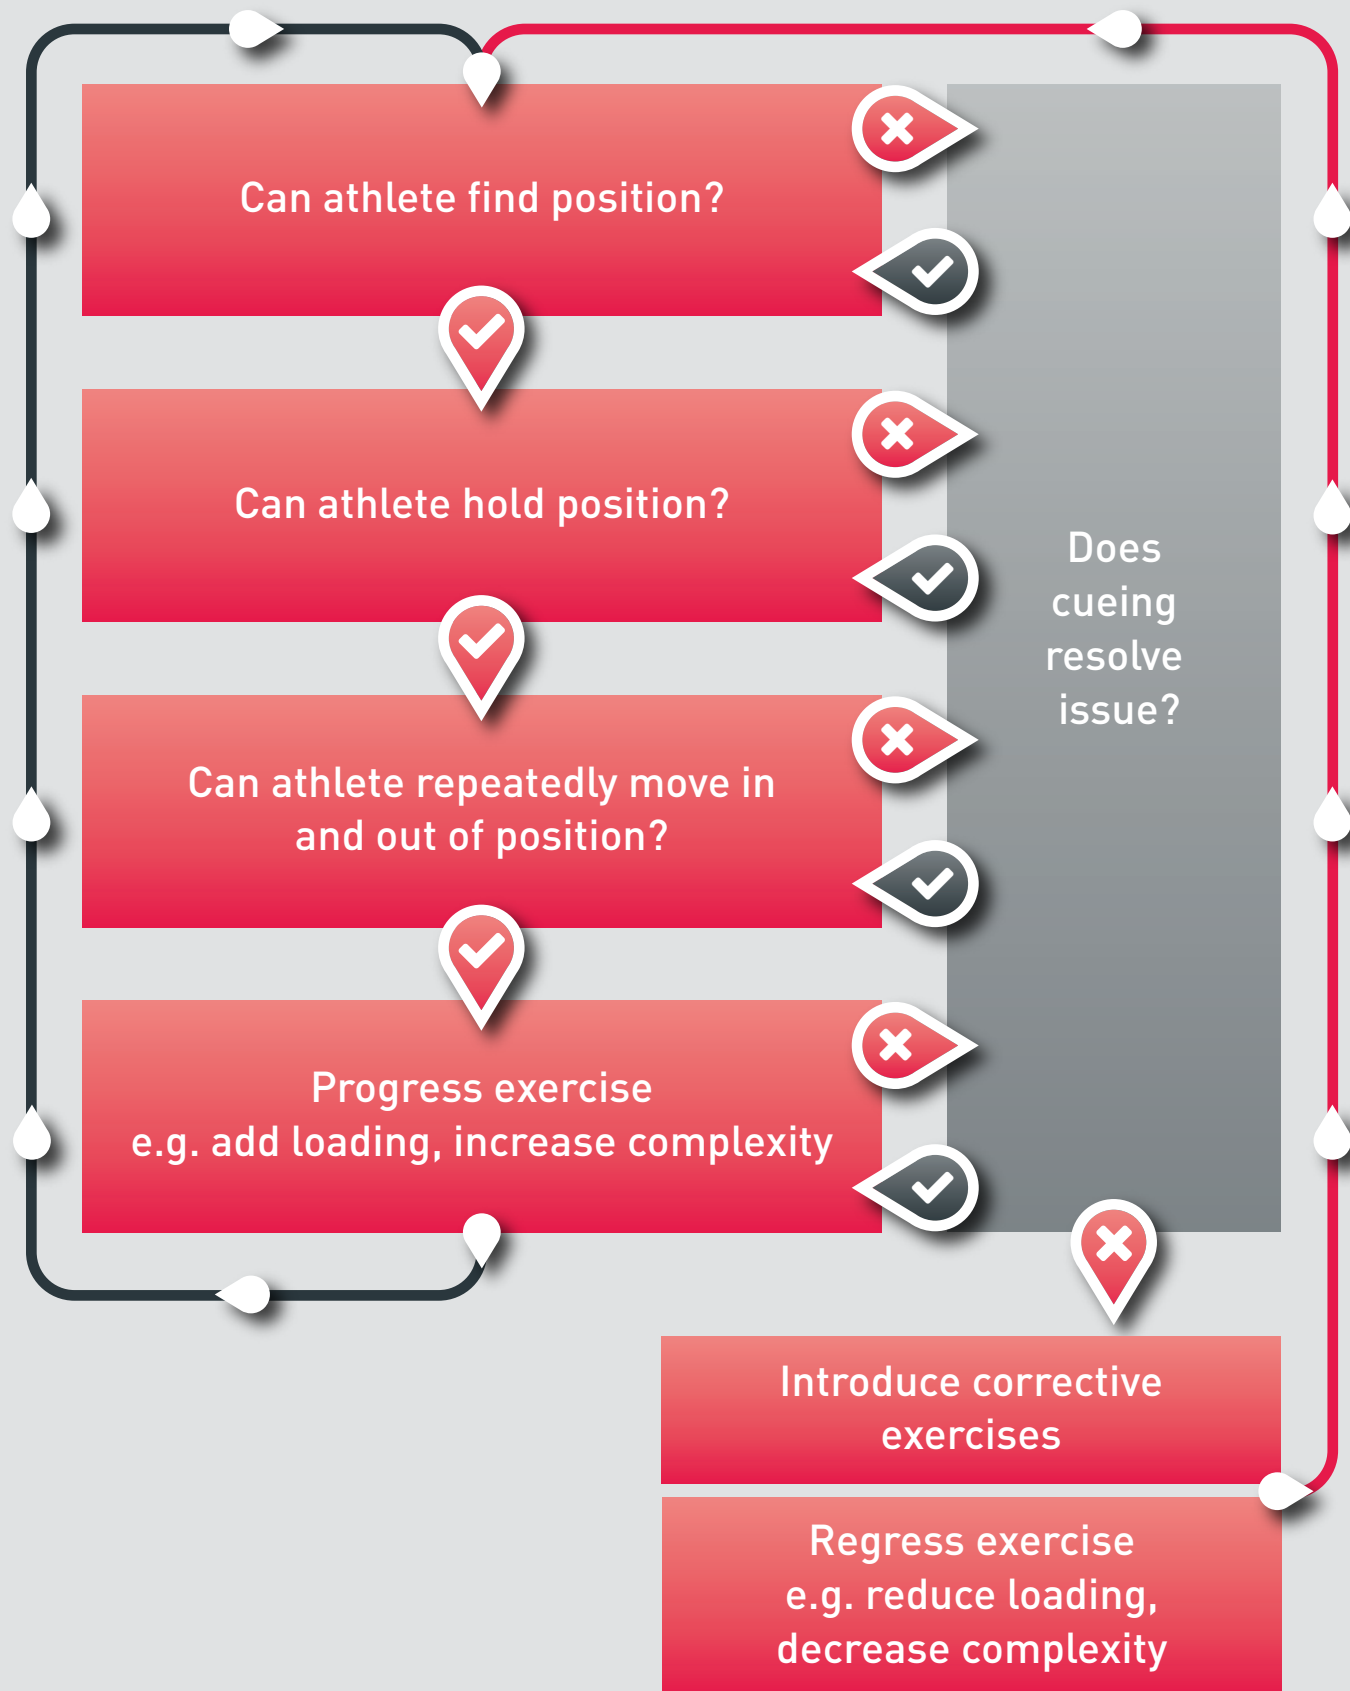 Can athlete find position?
Can athlete hold position?
Can athlete repeatedly move in
and out of position?
Progress exercise
e.g. add loading, increase complexity
Does
cueing
resolve
issue?
Introduce corrective
exercises
Regress exercise
e.g. reduce loading,
decrease complexity